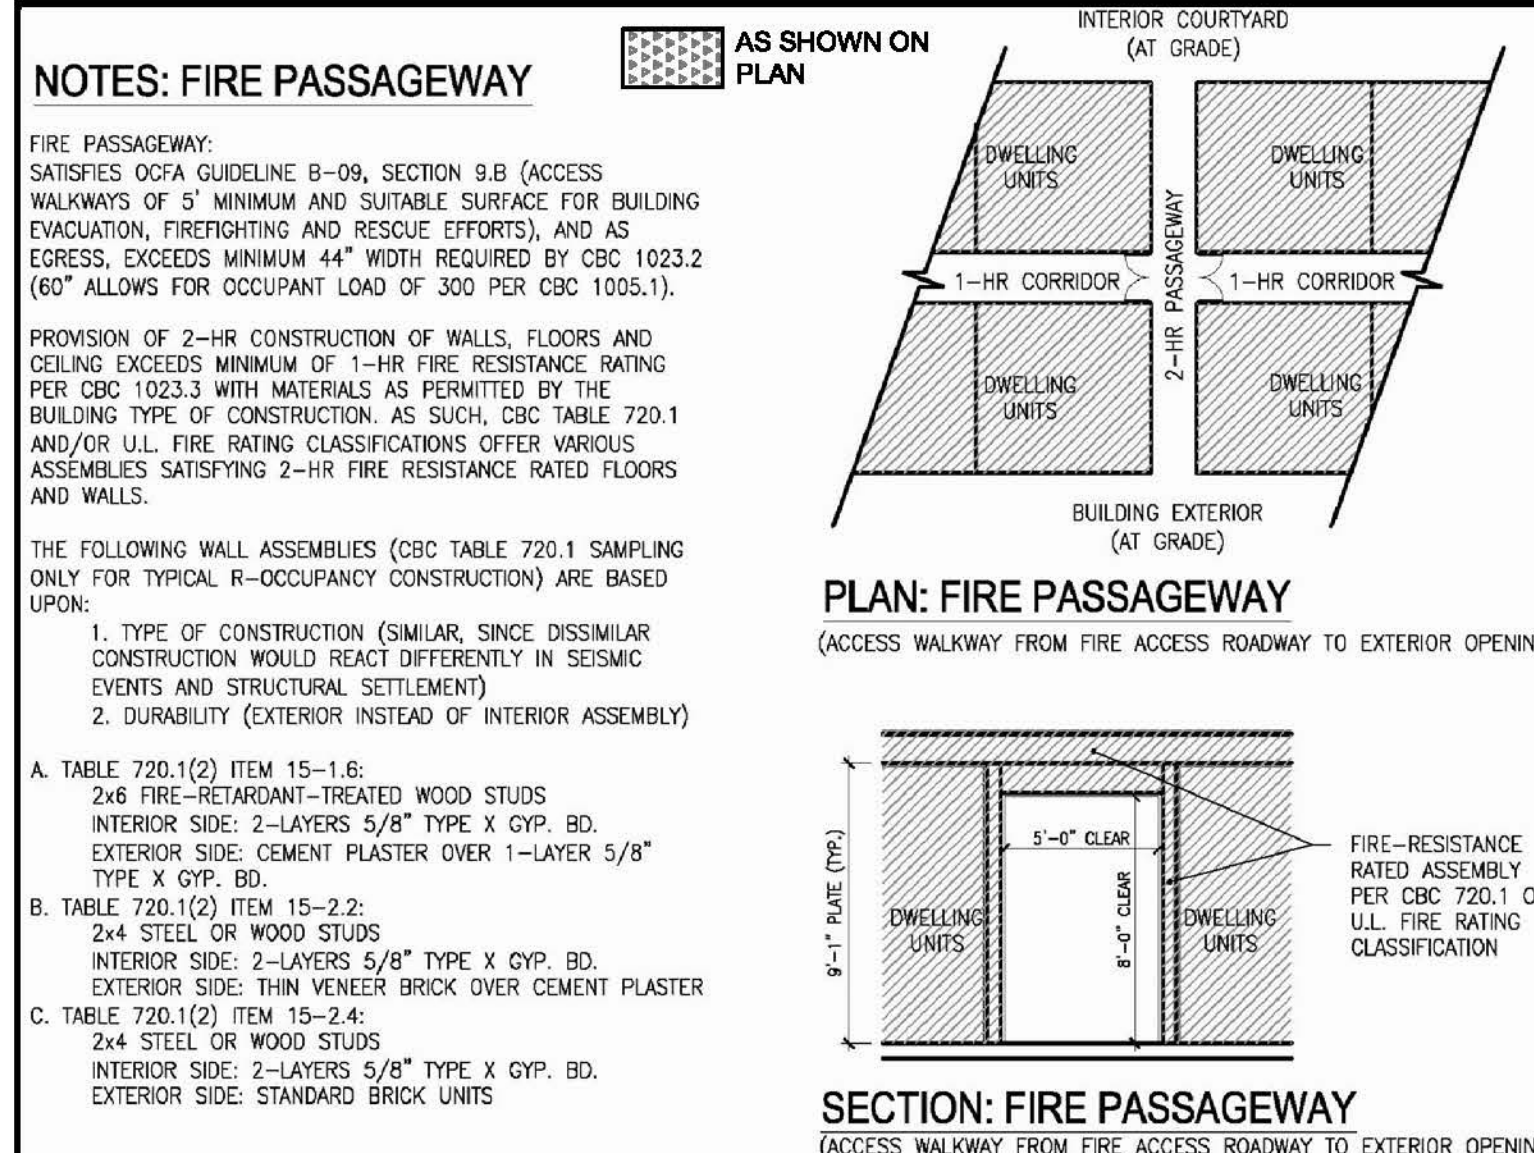 NOTES: FIRE PASSAGEWAY
AS SHOWN ON
PLAN
FIRE PASSAGEWAY:
SATISFIES OCFA GUIDELINE B-09, SECTION 9.B (ACCESS
WALKWAYS OF 5' MINIMUM AND SUITABLE SURFACE FOR BUILDING
EVACUATION, FIREFIGHTING AND RESCUE EFFORTS), AND AS
EGRESS, EXCEEDS MINIMUM 44" WIDTH REQUIRED BY CBC 1023.2
(60" ALLOWS FOR OCCUPANT LOAD OF 300 PER CBC 1005.1).
PROVISION OF 2-HR CONSTRUCTION OF WALLS, FLOORS AND
CEILING EXCEEDS MINIMUM OF 1-HR FIRE RESISTANCE RATING
PER CBC 1023.3 WITH MATERIALS AS PERMITTED BY THE
BUILDING TYPE OF CONSTRUCTION. AS SUCH, CBC TABLE 720.1
AND/OR U.L. FIRE RATING CLASSIFICATIONS OFFER VARIOUS
ASSEMBLIES SATISFYING 2-HR FIRE RESISTANCE RATED FLOORS
AND WALLS.
THE FOLLOWING WALL ASSEMBLIES (CBC TABLE 720.1 SAMPLING
ONLY FOR TYPICAL R-OCCUPANCY CONSTRUCTION) ARE BASED
UPON:
1. TYPE OF CONSTRUCTION (SIMILAR, SINCE DISSIMILAR
CONSTRUCTION WOULD REACT DIFFERENTLY IN SEISMIC
EVENTS AND STRUCTURAL SETTLEMENT)
2. DURABILITY (EXTERIOR INSTEAD OF INTERIOR ASSEMBLY)
A. TABLE 720.1(2) ITEM 15-1.6:
2x6 FIRE-RETARDANT-TREATED WOOD STUDS
INTERIOR SIDE: 2-LAYERS 5/8" TYPE X GYP. BD.
EXTERIOR SIDE: CEMENT PLASTER OVER 1-LAYER 5/8"
TYPE X GYP. BD.
B. TABLE 720.1(2) ITEM 15-2.2:
2x4 STEEL OR WOOD STUDS
INTERIOR SIDE: 2-LAYERS 5/8" TYPE X GYP. BD.
EXTERIOR SIDE: THIN VENEER BRICK OVER CEMENT PLASTER
C. TABLE 720.1(2) ITEM 15-2.4:
2x4 STEEL OR WOOD STUDS
INTERIOR SIDE: 2-LAYERS 5/8" TYPE X GYP. BD.
EXTERIOR SIDE: STANDARD BRICK UNITS
INTERIOR COURTYARD
(AT GRADE)
DWELLING
UNITS
DWELLING
UNITS
2-HR PASSAGEWAY
1-HR CORRIDOR
1-HR CORRIDOR
DWELLING
UNITS
DWELLING
UNITS
BUILDING EXTERIOR
(AT GRADE)
PLAN: FIRE PASSAGEWAY
(ACCESS WALKWAY FROM FIRE ACCESS ROADWAY TO EXTERIOR OPENIN
9'-1" PLATE (TYP.)
5'-0" CLEAR
8'-0" CLEAR
DWELLING
UNITS
DWELLING
UNITS
FIRE-RESISTANCE
RATED ASSEMBLY
PER CBC 720.1 O
U.L. FIRE RATING
CLASSIFICATION
SECTION: FIRE PASSAGEWAY
(ACCESS WALKWAY FROM FIRE ACCESS ROADWAY TO EXTERIOR OPENIN